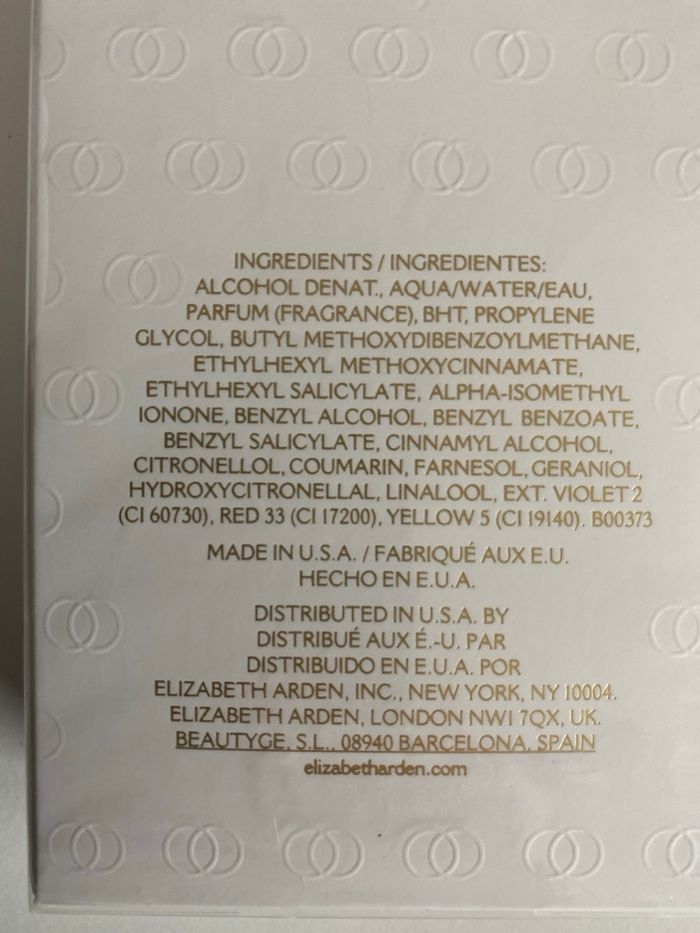 INGREDIENTS / INGREDIENTES:
ALCOHOL DENAT., AQUA/WATER/EAU,
PARFUM (FRAGRANCE), BHT, PROPYLENE
GLYCOL, BUTYL METHOXYDIBENZOYLMETHANE,
ETHYLHEXYL METHOXYCINNAMATE,
ETHYLHEXYL SALICYLATE, ALPHA-ISOMETHYL
IONONE, BENZYL ALCOHOL, BENZYL BENZOATE,
BENZYL SALICYLATE, CINNAMYL ALCOHOL,
CITRONELLOL, COUMARIN, FARNESOL, GERANIOL,
HYDROXYCITRONELLAL, LINALOOL, EXT. VIOLET 2
(CI 60730), RED 33 (CI 17200), YELLOW 5 (CI 19140). B00373
MADE IN U.S.A. / FABRIQUÉ AUX E.U.
HECHO EN E.U.A.
DISTRIBUTED IN U.S.A. BY
DISTRIBUÉ AUX É.-U. PAR
DISTRIBUIDO EN E.U.A. POR
ELIZABETH ARDEN, INC., NEW YORK, NY 10004.
ELIZABETH ARDEN, LONDON NW1 7QX, UK.
BEAUTYGE, S.L., 08940 BARCELONA, SPAIN
elizabetharden.com